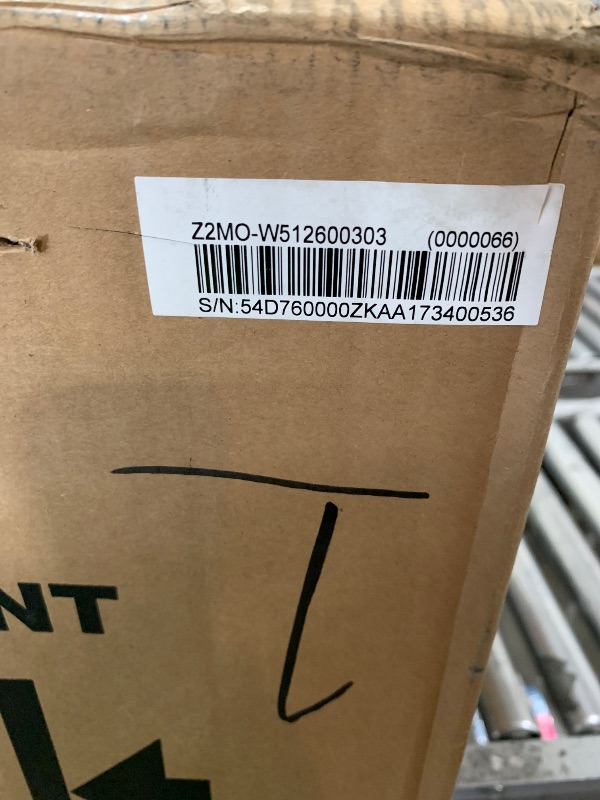 Z2MO-W512600303 (0000066)
S/N:54D760000ZKAA173400536
NT